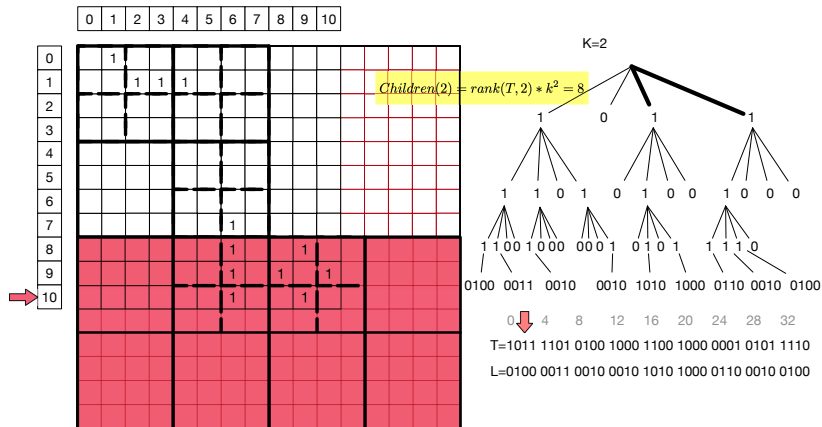 0 1 2 3 4 5 6 7 8 9 10
K=2
0 1
1 1 1 1
Children(2) = rank(T, 2) * k² = 8
2
3
1 0 1 1
4
5
6
1 1 0 1 0 1 0 0 1 0 0 0
7 1
8 1 1
1 1 0 0 1 0 0 0 0 0 0 1 0 1 0 1 1 1 1 0
9 1 1 1
0100 0011 0010 0010 1010 1000 0110 0010 0100
10 1 1
0 4 8 12 16 20 24 28 32
T=1011 1101 0100 1000 1100 1000 0001 0101 1110
L=0100 0011 0010 0010 1010 1000 0110 0010 0100